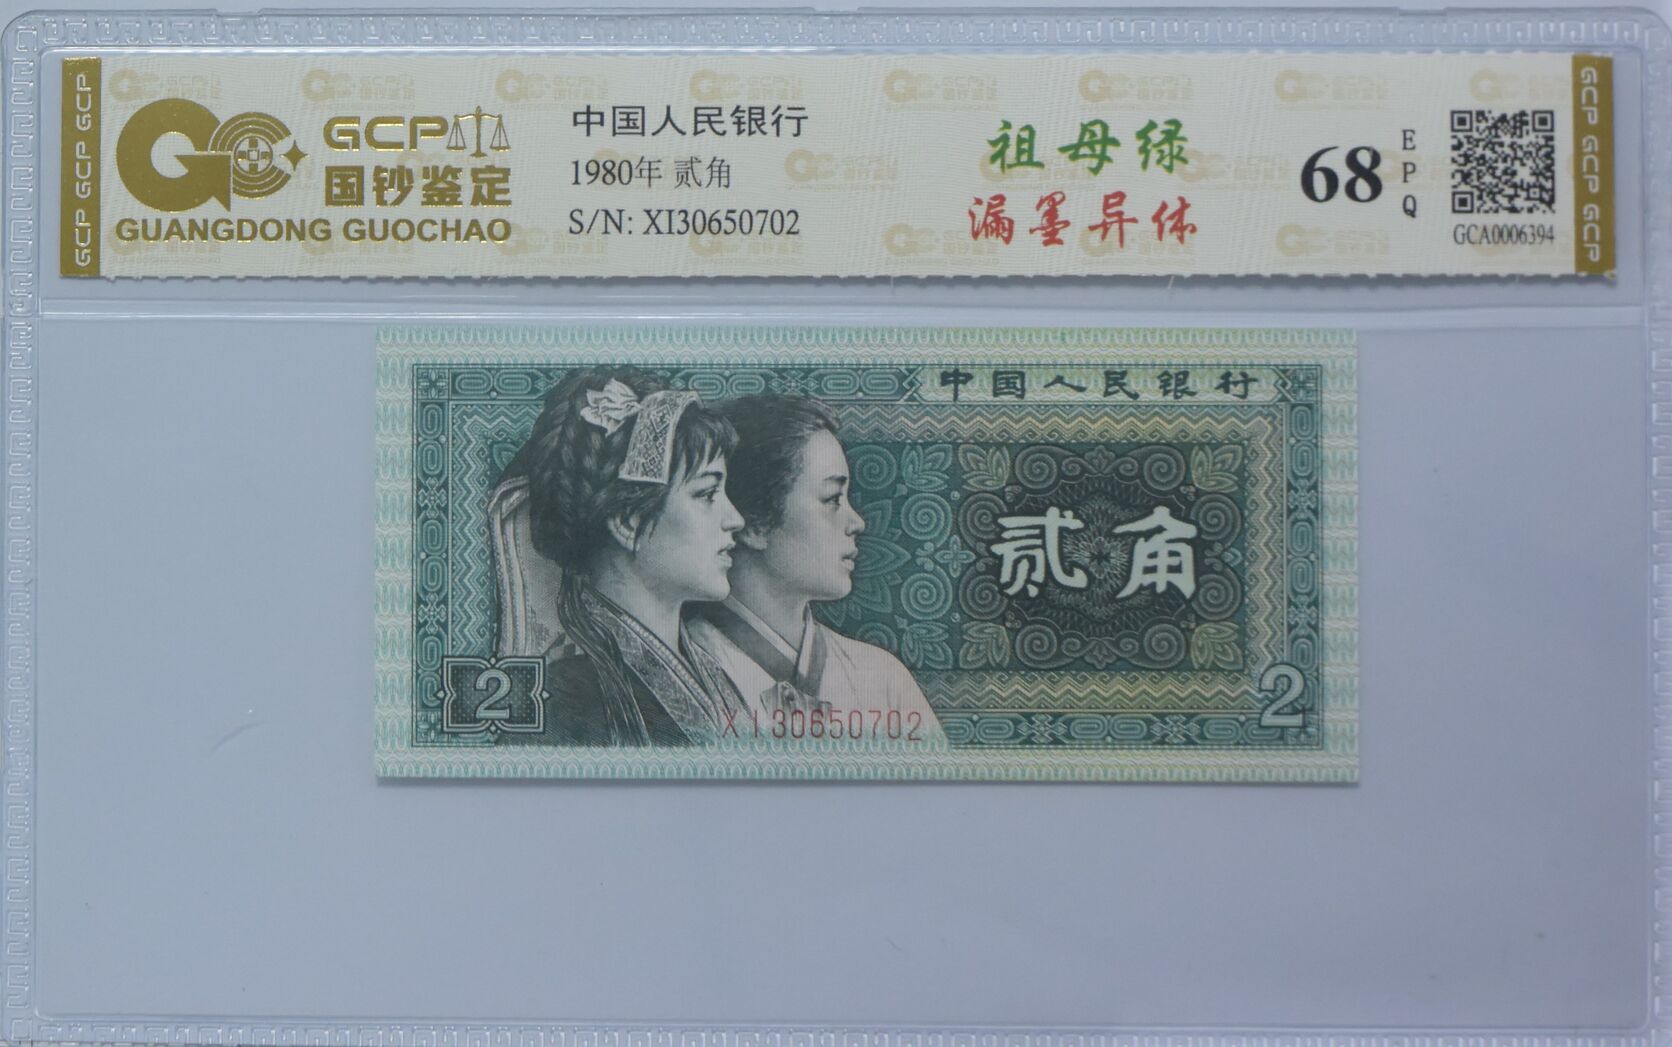 GCP GCP GCP
GCP
国钞鉴定
GUANGDONG GUOCHAO
中国人民银行
1980年 贰角
S/N: XI30650702
祖母绿
漏墨异体
68
EPQ
GCA0006394
GCP GCP GCP
中国人民银行
贰角
2
XI30650702
2